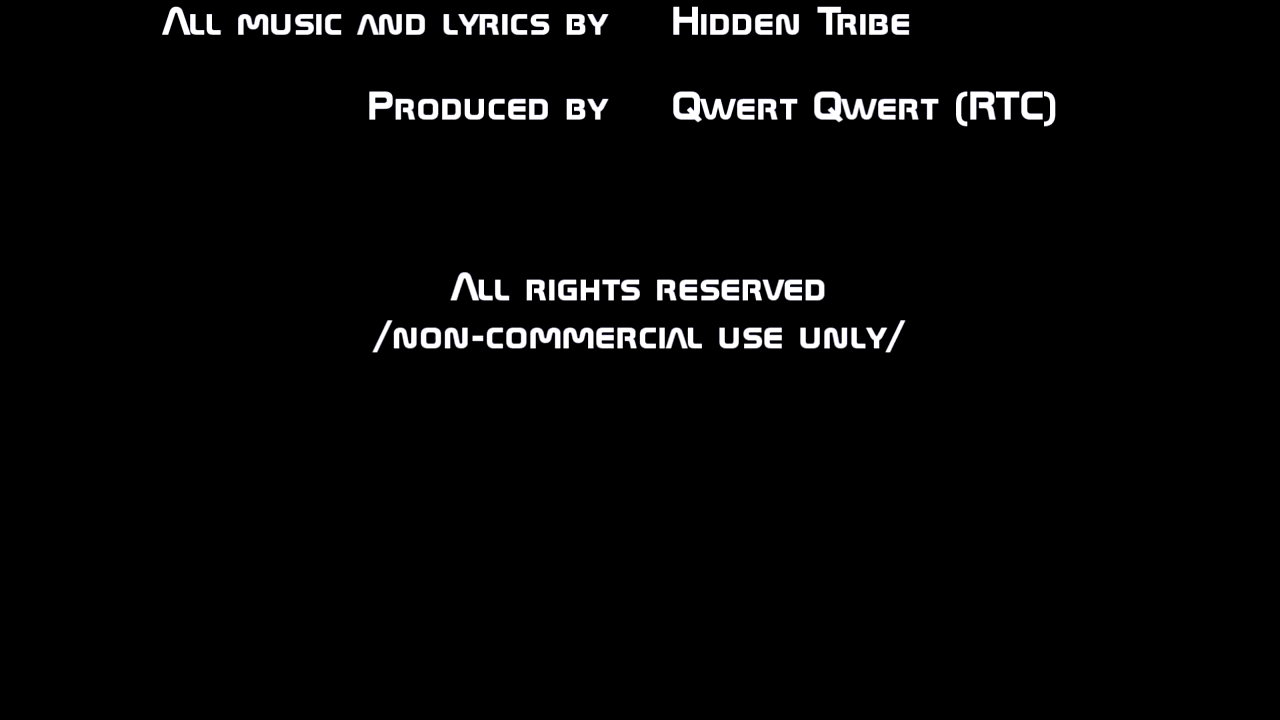 All music and lyrics by Hidden Tribe
Produced by Qwert Qwert (RTC)
All rights reserved
/non-commercial use unly/